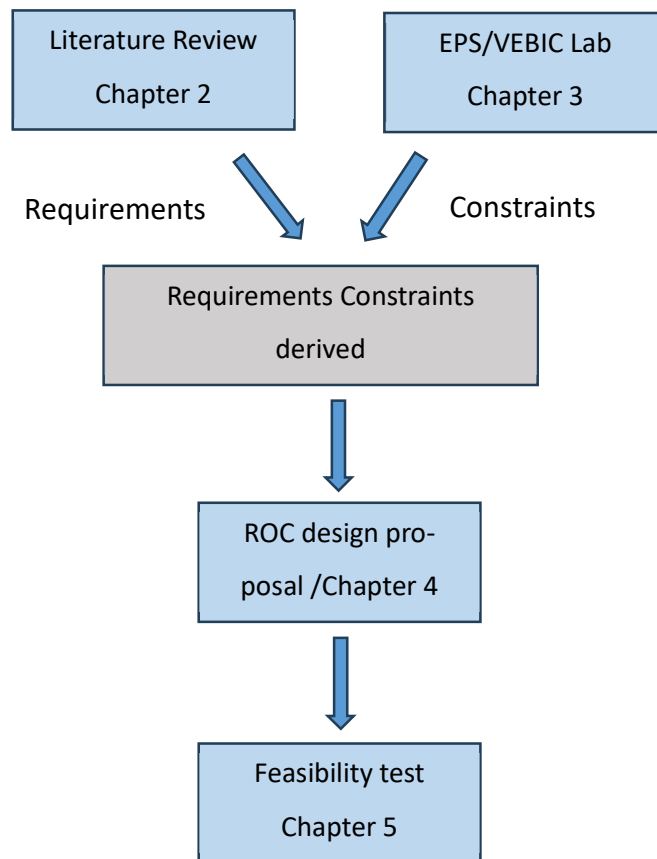 Literature Review
Chapter 2
EPS/VEBIC Lab
Chapter 3
Requirements
Constraints
Requirements Constraints
derived
ROC design pro-
posal /Chapter 4
Feasibility test
Chapter 5